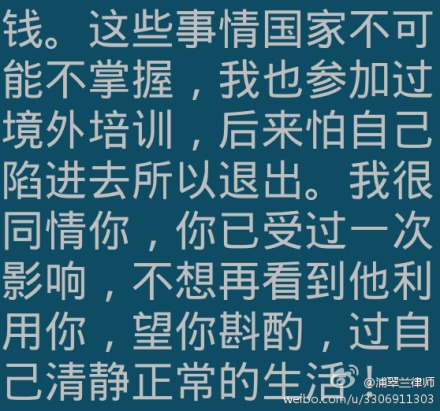 钱。这些事情国家不可
能不掌握，我也参加过
境外培训，后来怕自己
陷进去所以退出。我很
同情你，你已受过一次
影响，不想再看到他利
用你，望你斟酌，过自
己清静正常的生活！
@浦翠兰律师
weibo.com/u/3306911303